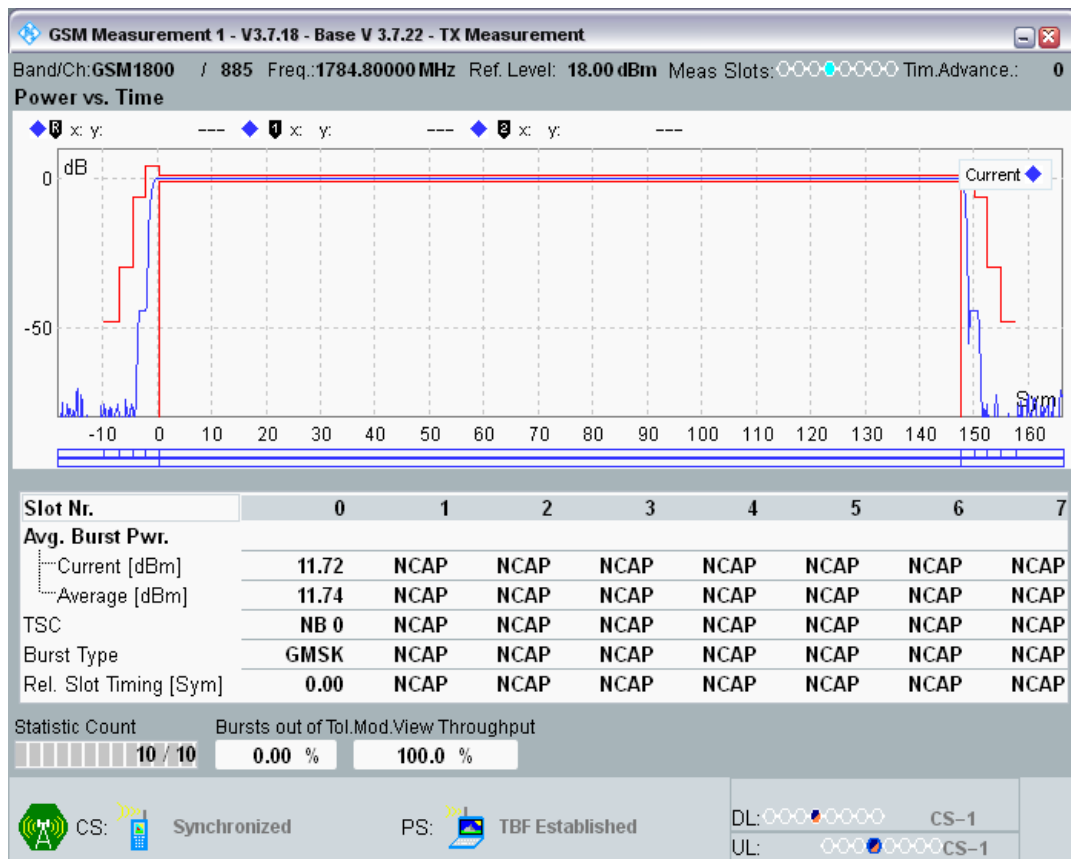 GSM Measurement 1 - V3.7.18 - Base V 3.7.22 - TX Measurement
Band/Ch:GSM1800 / 885 Freq.:1784.80000 MHz Ref. Level: 18.00 dBm Meas Slots: Tim.Advance.: 0
Power vs. Time
R x: y: --- 1 x: y: --- 2 x: y: ---
dB
0
Current
-50
Sym
-10 0 10 20 30 40 50 60 70 80 90 100 110 120 130 140 150 160
Slot Nr. 0 1 2 3 4 5 6 7
Avg. Burst Pwr.
Current [dBm] 11.72 NCAP NCAP NCAP NCAP NCAP NCAP NCAP
Average [dBm] 11.74 NCAP NCAP NCAP NCAP NCAP NCAP NCAP
TSC NB 0 NCAP NCAP NCAP NCAP NCAP NCAP NCAP
Burst Type GMSK NCAP NCAP NCAP NCAP NCAP NCAP NCAP
Rel. Slot Timing [Sym] 0.00 NCAP NCAP NCAP NCAP NCAP NCAP NCAP
Statistic Count Bursts out of Tol.Mod.View Throughput
10 / 10 0.00 % 100.0 %
CS: Synchronized PS: TBF Established
DL: CS-1
UL: CS-1